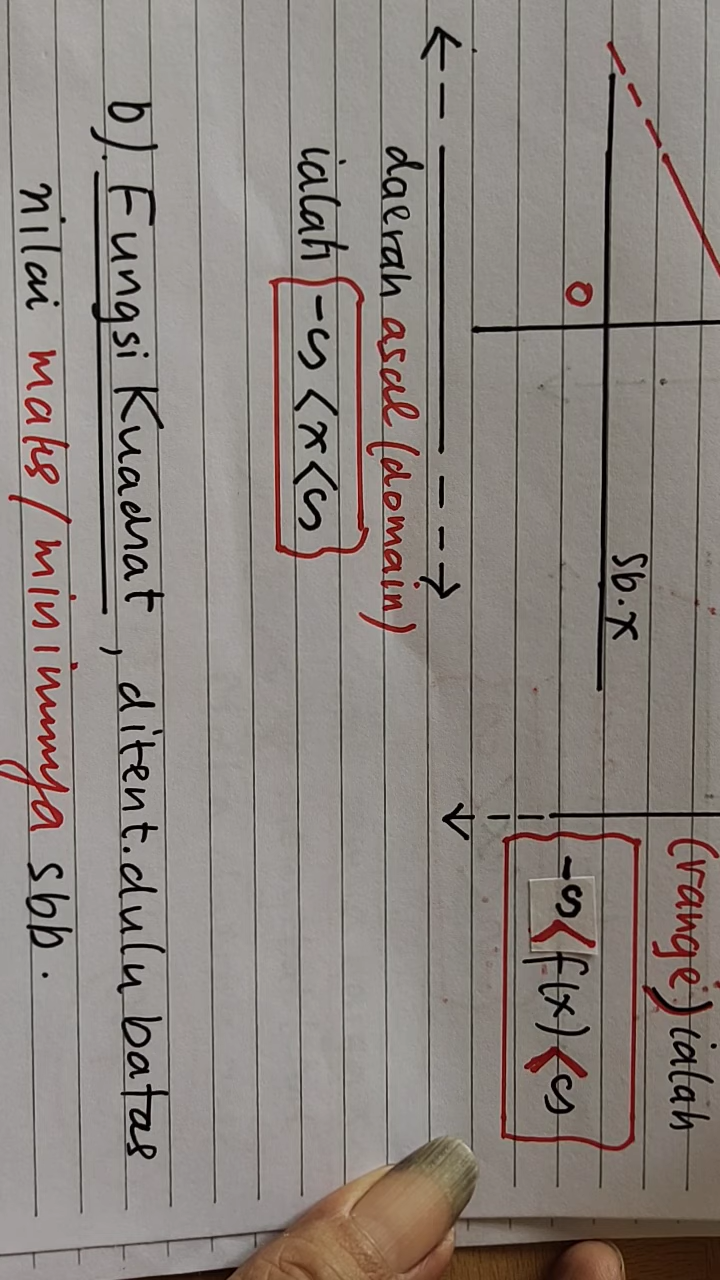 0
sb.x
(range) ialah
-∞<f(x)<∞
daerah asal (domain)
ialah -∞<x<∞
b). Fungsi Kuadrat, ditent.dulu batas
nilai maks/minimumnya sbb.